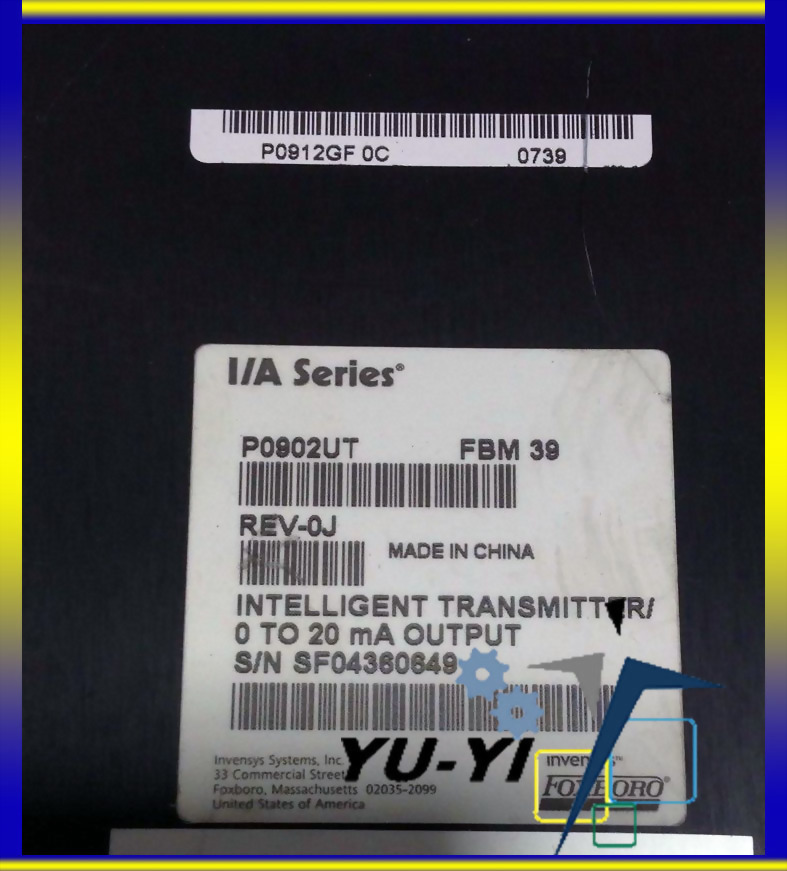 P0912GF 0C 0739
I/A Series®
P0902UT FBM 39
REV-0J
MADE IN CHINA
INTELLIGENT TRANSMITTER/
0 TO 20 mA OUTPUT
S/N SF04360649
YU-YI
Invensys Systems, Inc.
33 Commercial Street
Foxboro, Massachusetts 02035-2099
United States of America
invensys™
FOXBORO®